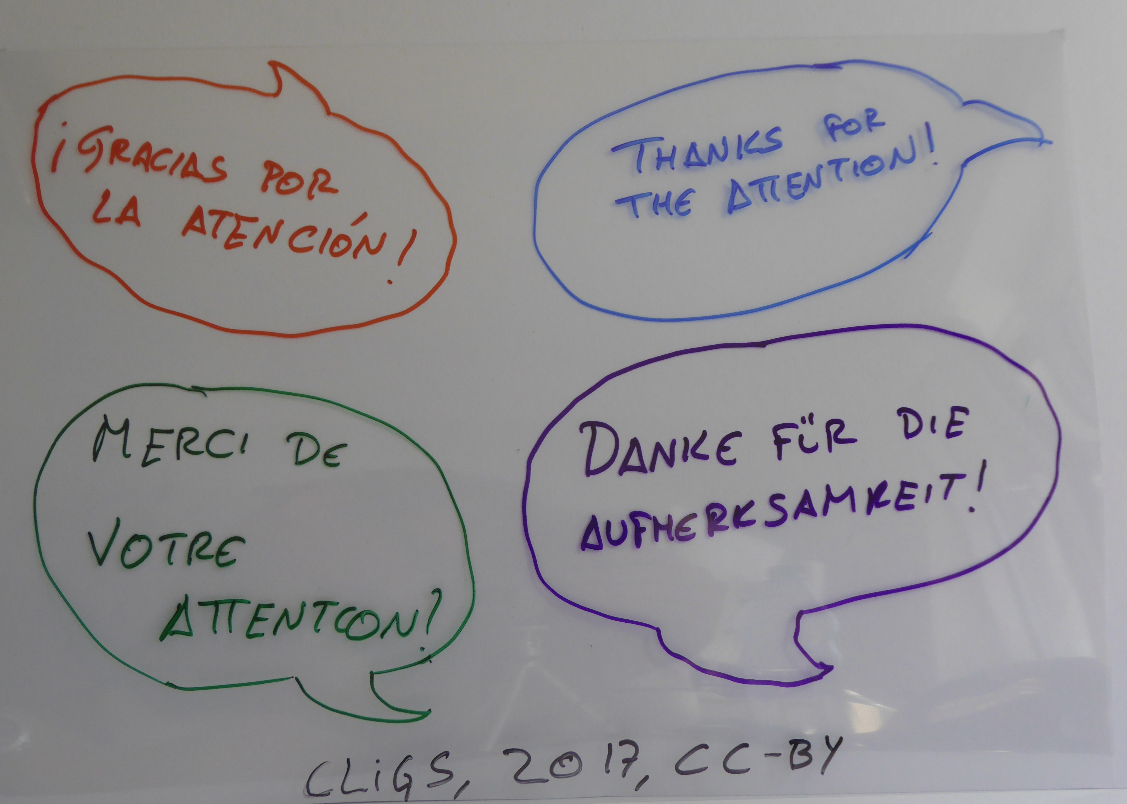 ¡GRACIAS POR
LA ATENCIÓN!
THANKS FOR
THE ATTENTION!
MERCI DE
VOTRE
ATTENTION!
DANKE FÜR DIE
AUFMERKSAMKEIT!
CLiGS, 2017, CC-BY